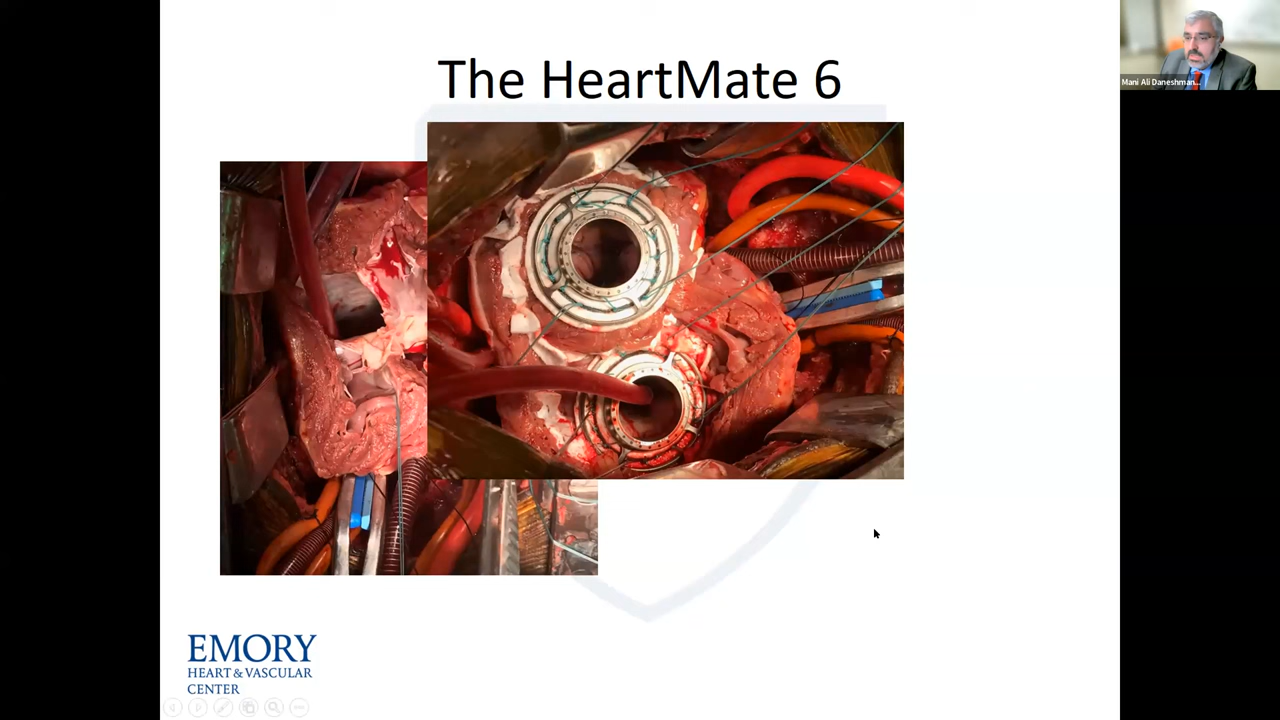 The HeartMate 6
Mani Ali Daneshman...
EMORY
HEART & VASCULAR
CENTER